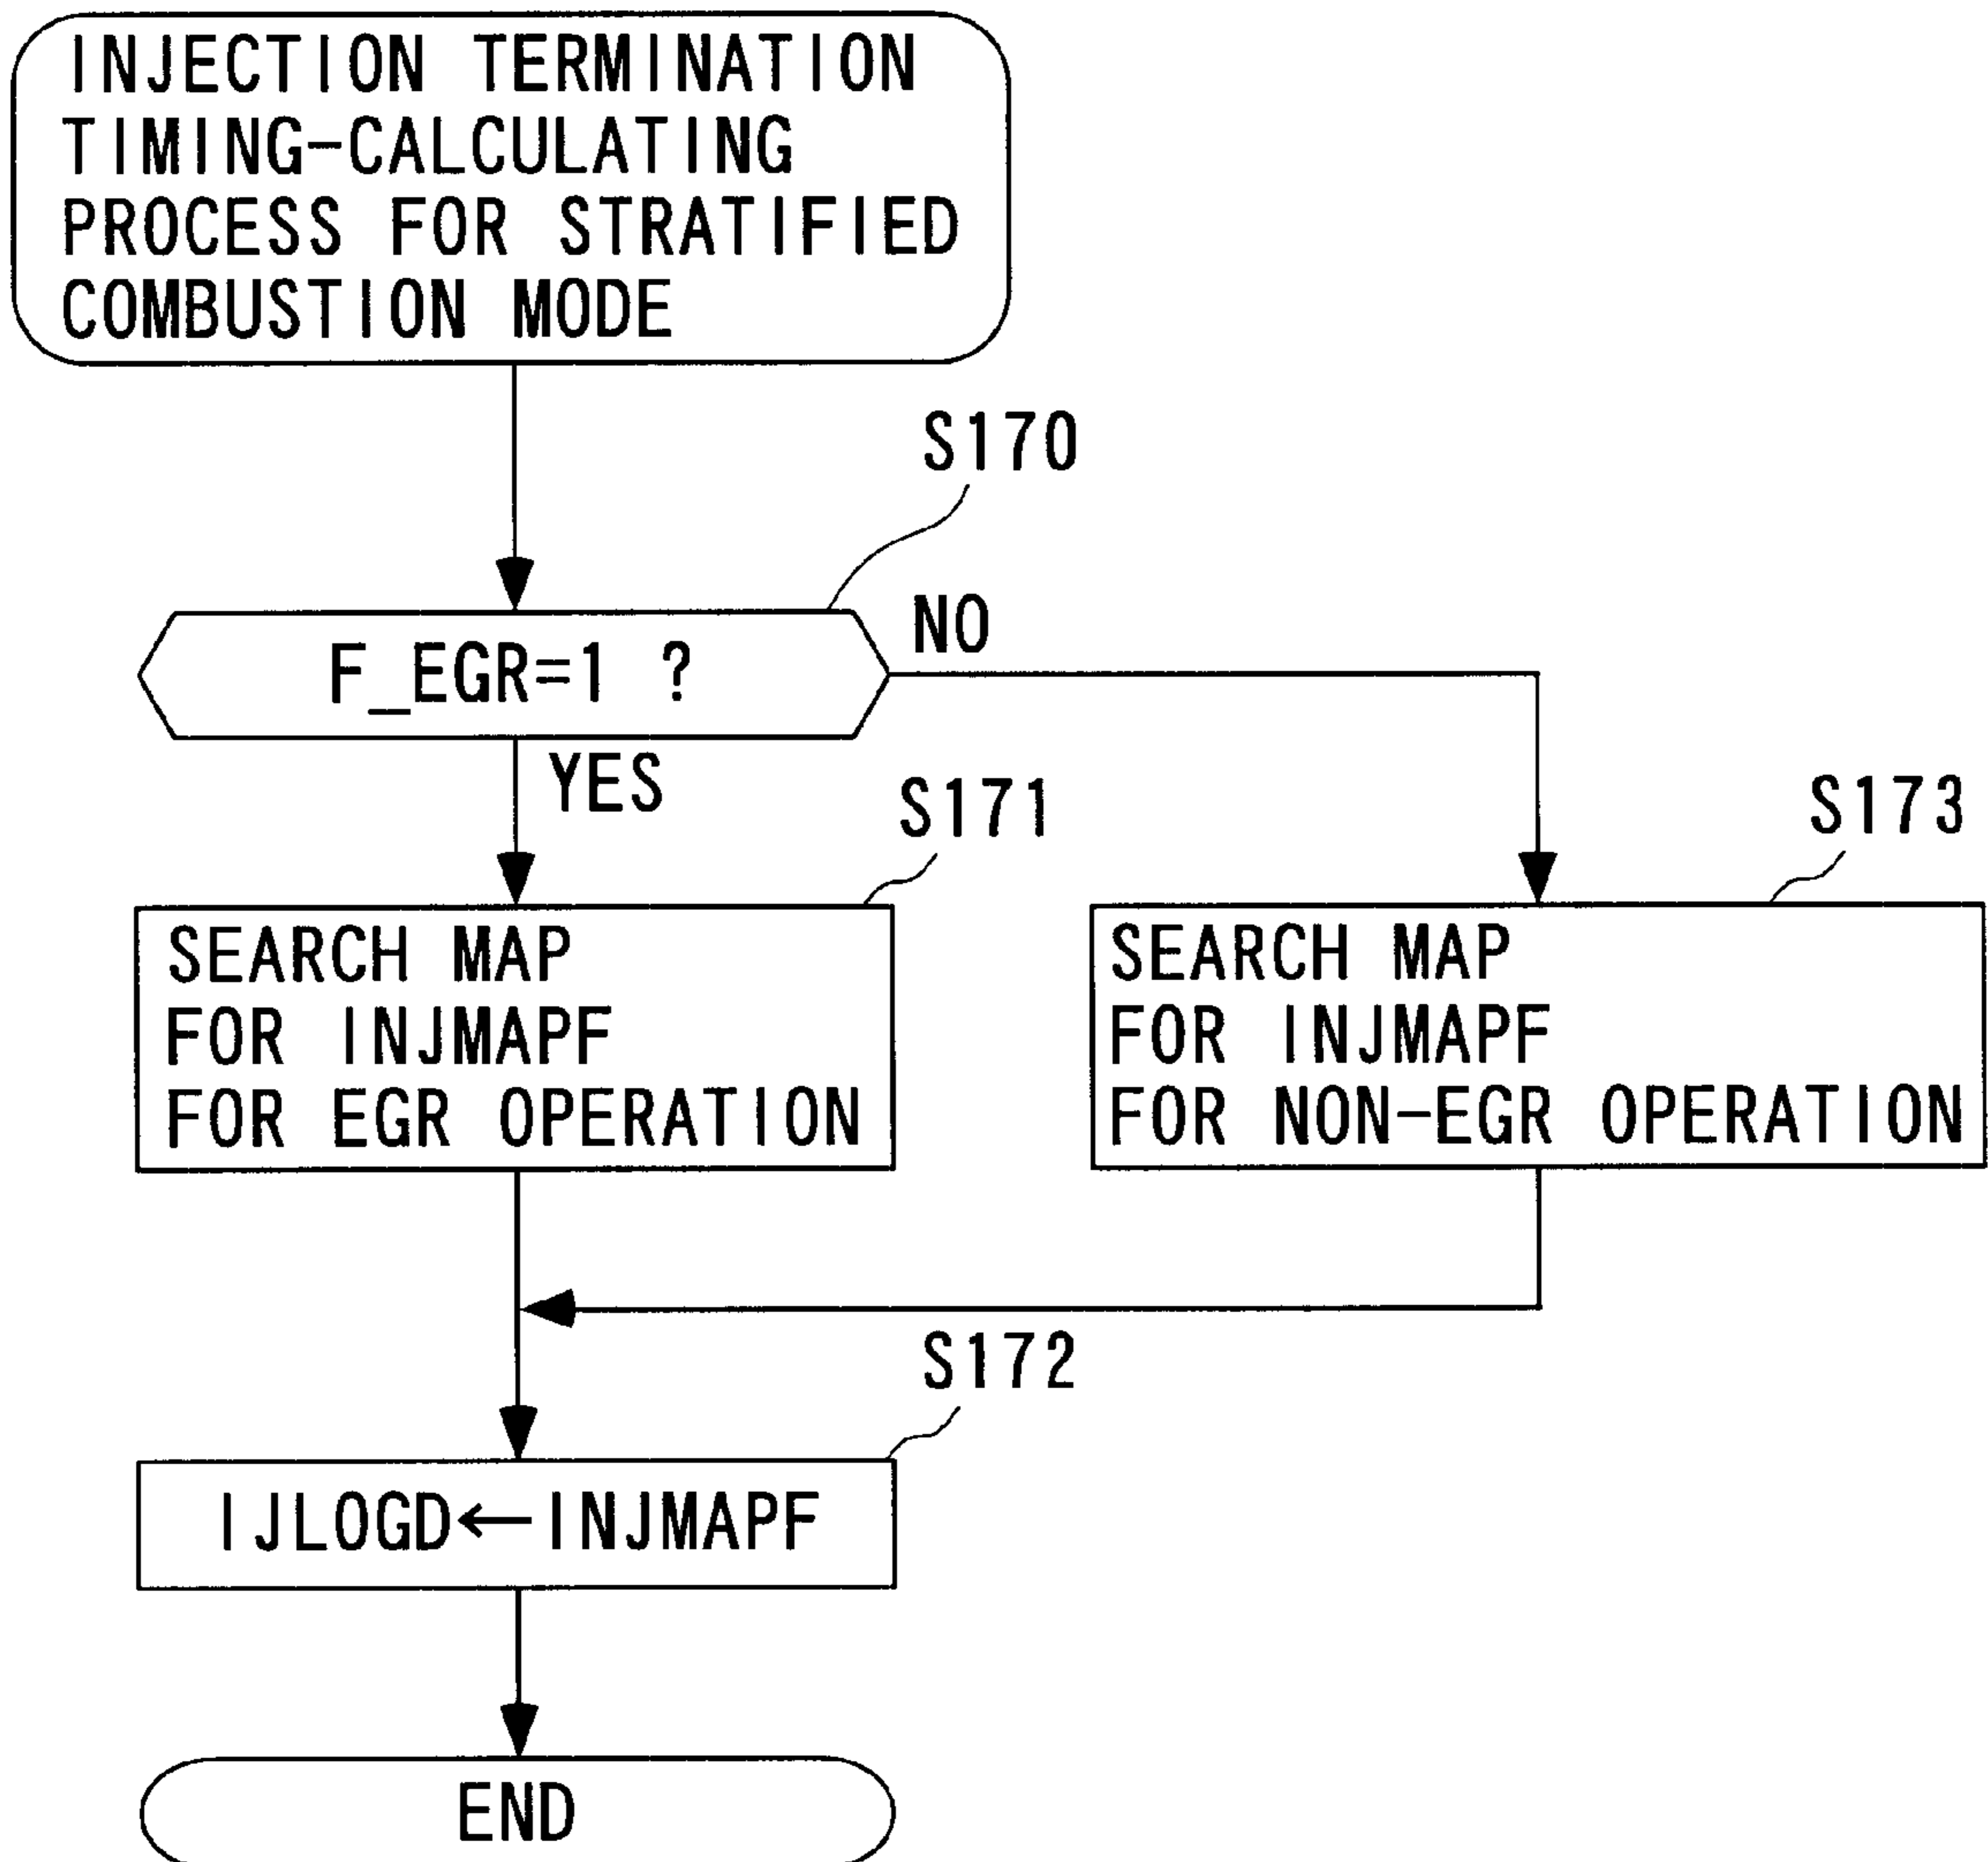 INJECTION TERMINATION
TIMING-CALCULATING
PROCESS FOR STRATIFIED
COMBUSTION MODE
S170
F_EGR=1 ?
NO
YES
S171
SEARCH MAP
FOR INJMAPF
FOR EGR OPERATION
S173
SEARCH MAP
FOR INJMAPF
FOR NON-EGR OPERATION
S172
IJLOGD←INJMAPF
END